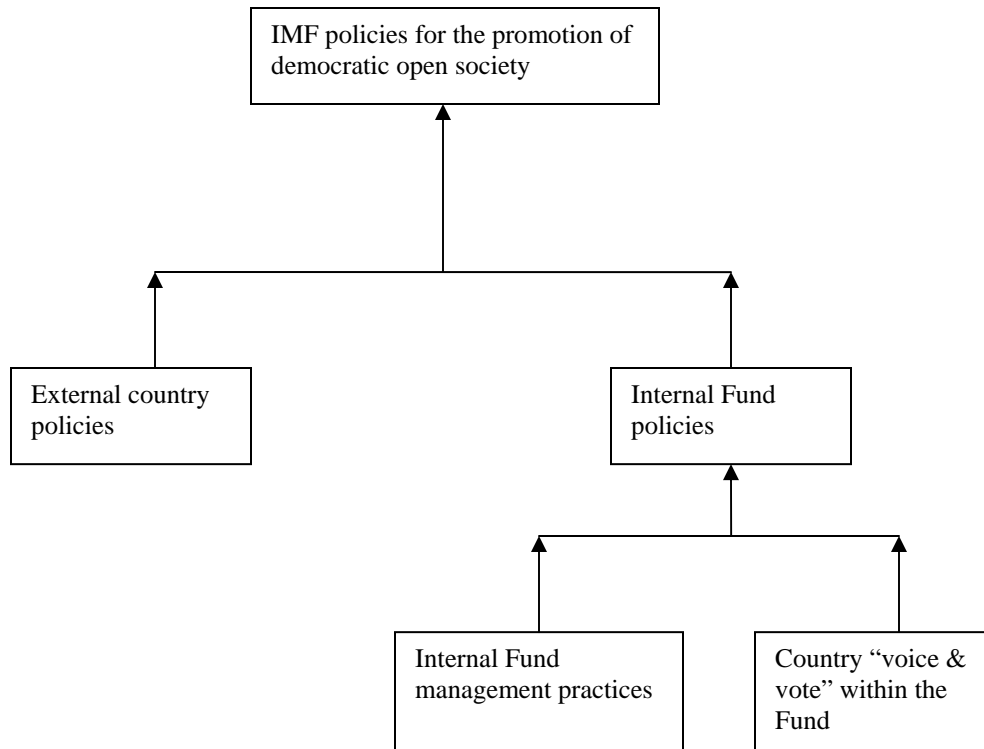 IMF policies for the promotion of
democratic open society
External country
policies
Internal Fund
policies
Internal Fund
management practices
Country “voice &
vote” within the
Fund